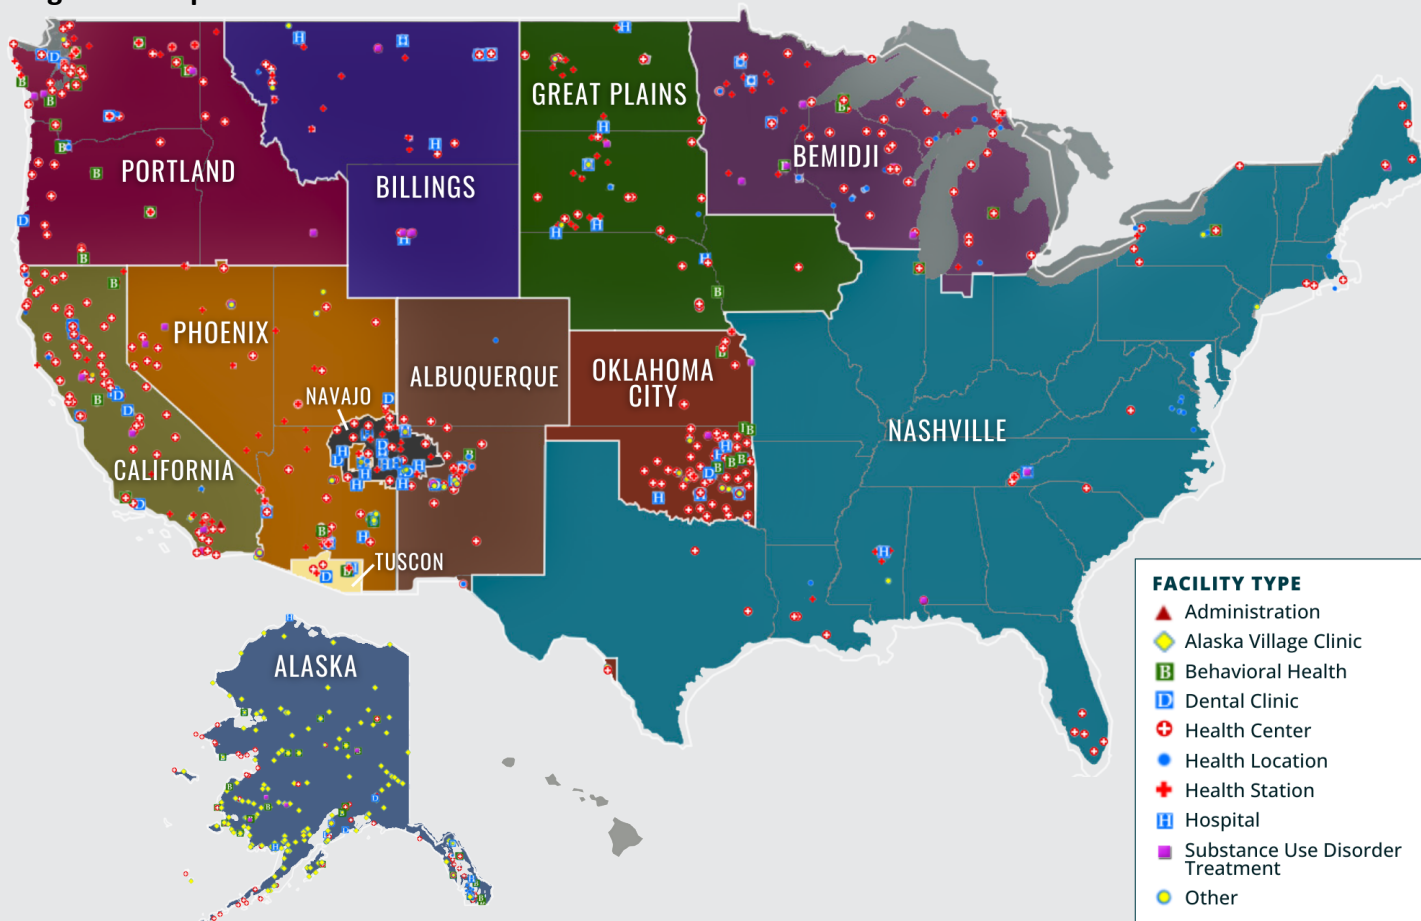 GREAT PLAINS
BEMIDJI
PORTLAND
BILLINGS
PHOENIX
ALBUQUERQUE
OKLAHOMA
CITY
NAVAJO
NASHVILLE
CALIFORNIA
TUSCON
ALASKA
FACILITY TYPE
Administration
Alaska Village Clinic
B Behavioral Health
D Dental Clinic
Health Center
Health Location
Health Station
H Hospital
Substance Use Disorder
Treatment
Other